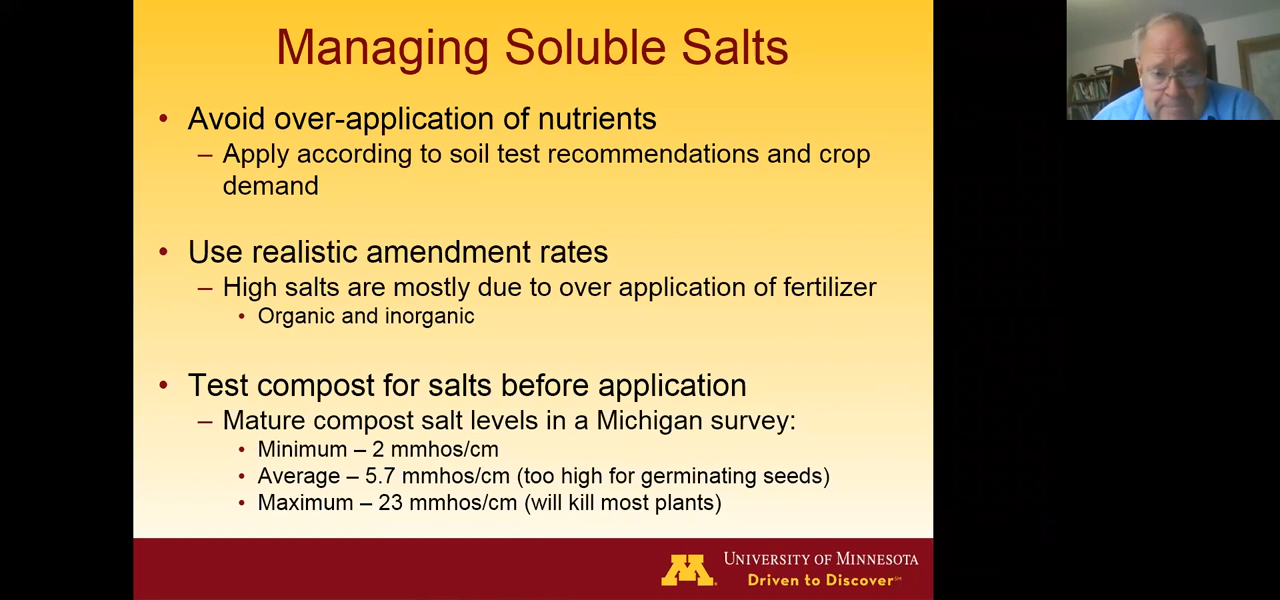 Managing Soluble Salts
• Avoid over-application of nutrients
– Apply according to soil test recommendations and crop
demand
• Use realistic amendment rates
– High salts are mostly due to over application of fertilizer
• Organic and inorganic
• Test compost for salts before application
– Mature compost salt levels in a Michigan survey:
• Minimum – 2 mmhos/cm
• Average – 5.7 mmhos/cm (too high for germinating seeds)
• Maximum – 23 mmhos/cm (will kill most plants)
M
UNIVERSITY OF MINNESOTA
Driven to Discover℠